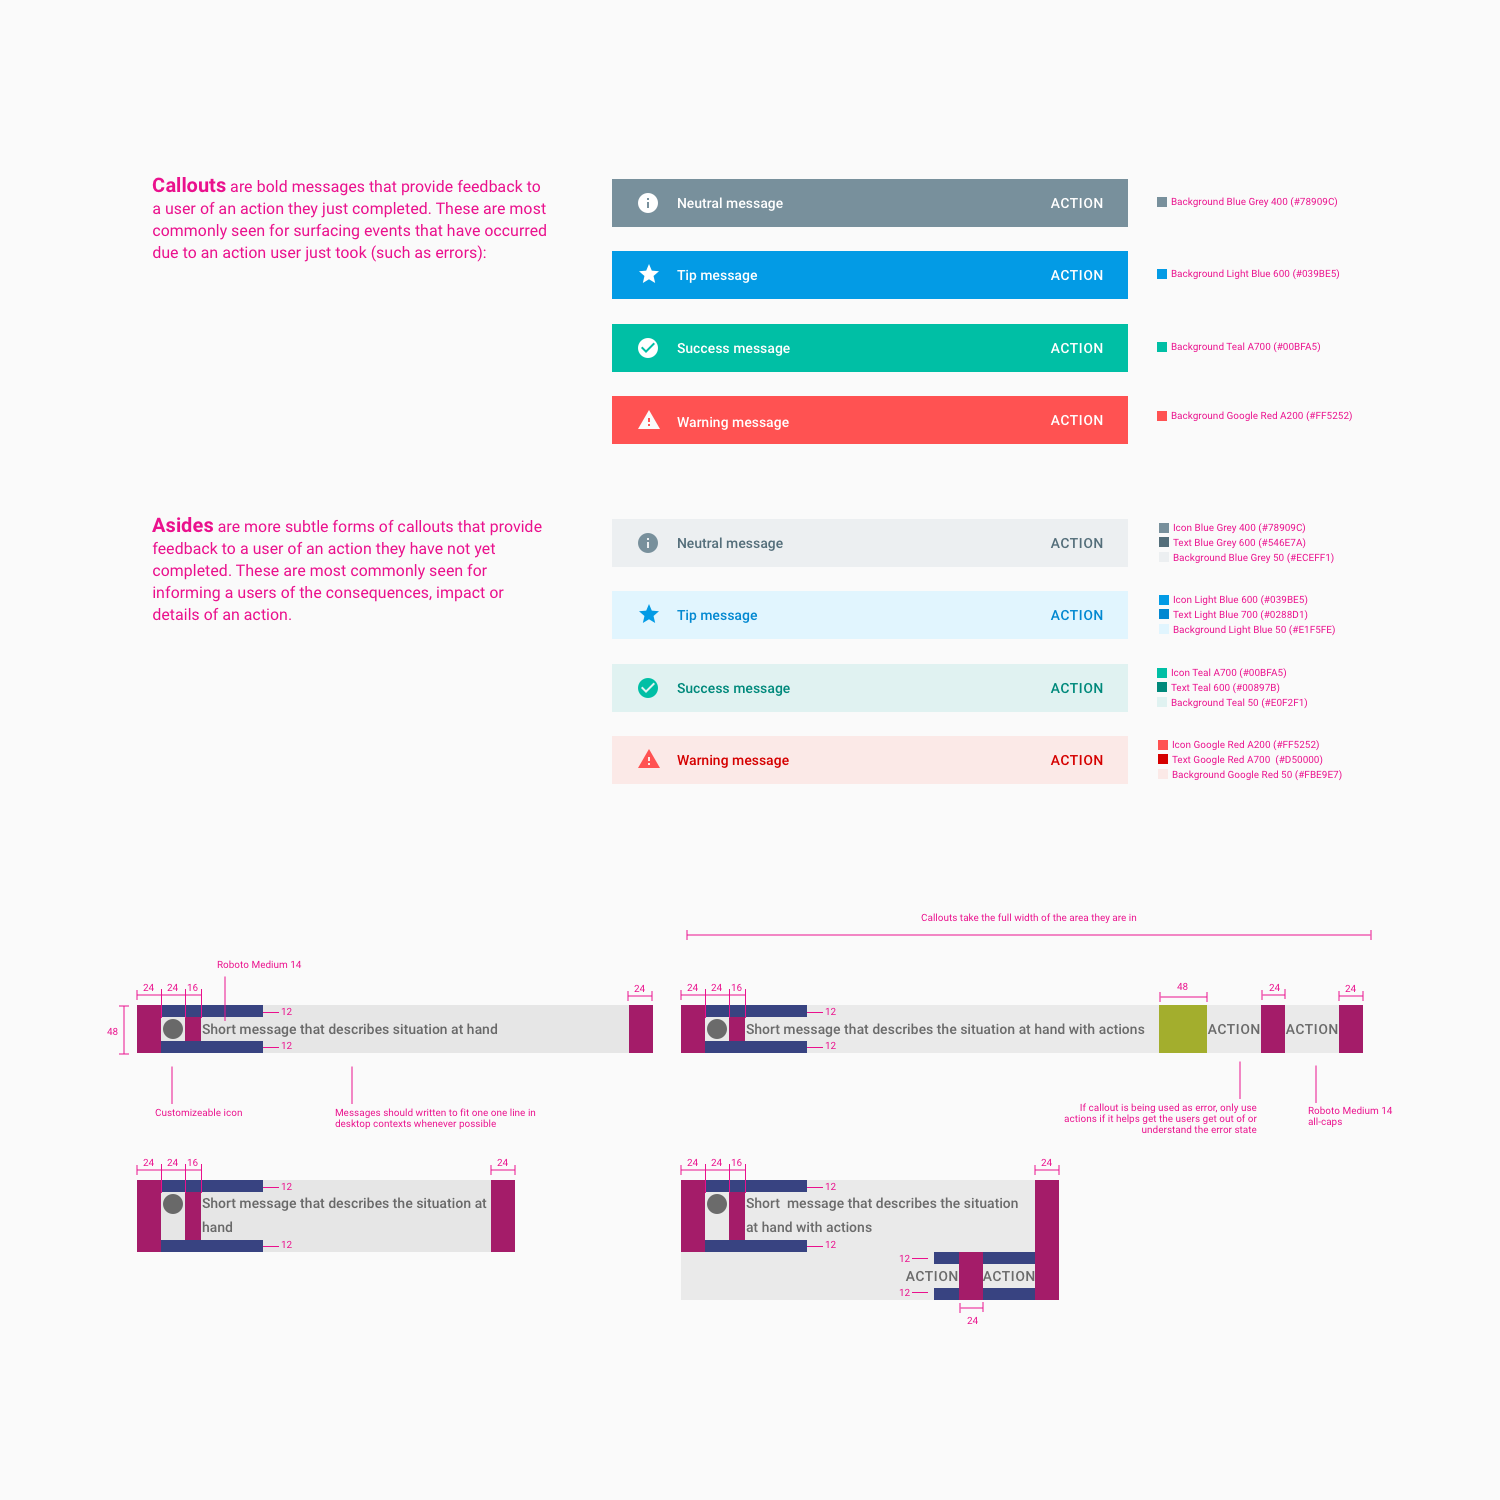 Callouts are bold messages that provide feedback to
a user of an action they just completed. These are most
commonly seen for surfacing events that have occurred
due to an action user just took (such as errors):
Neutral message ACTION
Background Blue Grey 400 (#78909C)
Tip message ACTION
Background Light Blue 600 (#039BE5)
Success message ACTION
Background Teal A700 (#00BFA5)
Warning message ACTION
Background Google Red A200 (#FF5252)
Asides are more subtle forms of callouts that provide
feedback to a user of an action they have not yet
completed. These are most commonly seen for
informing a users of the consequences, impact or
details of an action.
Neutral message ACTION
Icon Blue Grey 400 (#78909C)
Text Blue Grey 600 (#546E7A)
Background Blue Grey 50 (#ECEFF1)
Tip message ACTION
Icon Light Blue 600 (#039BE5)
Text Light Blue 700 (#0288D1)
Background Light Blue 50 (#E1F5FE)
Success message ACTION
Icon Teal A700 (#00BFA5)
Text Teal 600 (#00897B)
Background Teal 50 (#E0F2F1)
Warning message ACTION
Icon Google Red A200 (#FF5252)
Text Google Red A700 (#D50000)
Background Google Red 50 (#FBE9E7)
Callouts take the full width of the area they are in
Roboto Medium 14
24 24 16 24
12
48
Short message that describes situation at hand
12
Customizeable icon
Messages should written to fit one one line in
desktop contexts whenever possible
24 24 16 48 24 24
12
Short message that describes the situation at hand with actions ACTION ACTION
12
If callout is being used as error, only use
actions if it helps get the users get out of or
understand the error state
Roboto Medium 14
all-caps
24 24 16 24
12
Short message that describes the situation at
hand
12
24 24 16 24
12
Short message that describes the situation
at hand with actions
12
12
ACTION ACTION
12
24